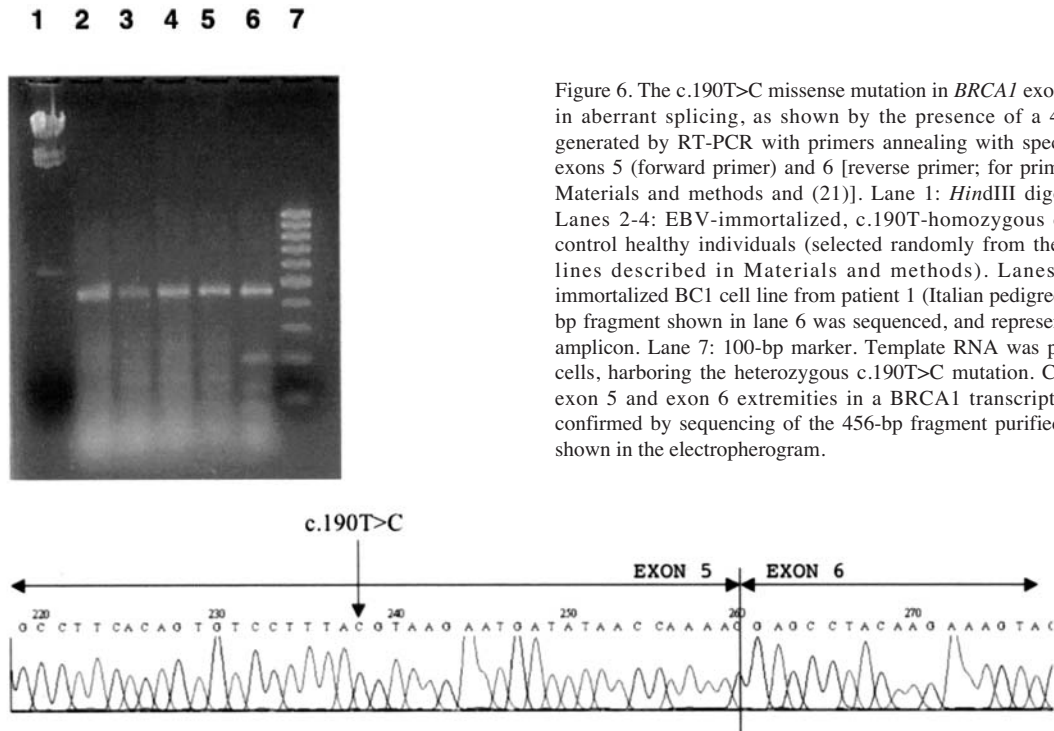 1 2 3 4 5 6 7
Figure 6. The c.190T>C missense mutation in BRCA1 exo
in aberrant splicing, as shown by the presence of a 4
generated by RT-PCR with primers annealing with spec
exons 5 (forward primer) and 6 [reverse primer; for prim
Materials and methods and (21)]. Lane 1: HindIII dig
Lanes 2-4: EBV-immortalized, c.190T-homozygous
control healthy individuals (selected randomly from the
lines described in Materials and methods). Lanes
immortalized BC1 cell line from patient 1 (Italian pedigre
bp fragment shown in lane 6 was sequenced, and represe
amplicon. Lane 7: 100-bp marker. Template RNA was p
cells, harboring the heterozygous c.190T>C mutation. C
exon 5 and exon 6 extremities in a BRCA1 transcript
confirmed by sequencing of the 456-bp fragment purified
shown in the electropherogram.
c.190T>C
EXON 5 EXON 6
220 230 240 250 260 270
G C C T T C A C A G T G T C C T T T A C G T A A G A A T G A T A T A A C C A A A A C G A G C C T A C A A G A A A G T A C